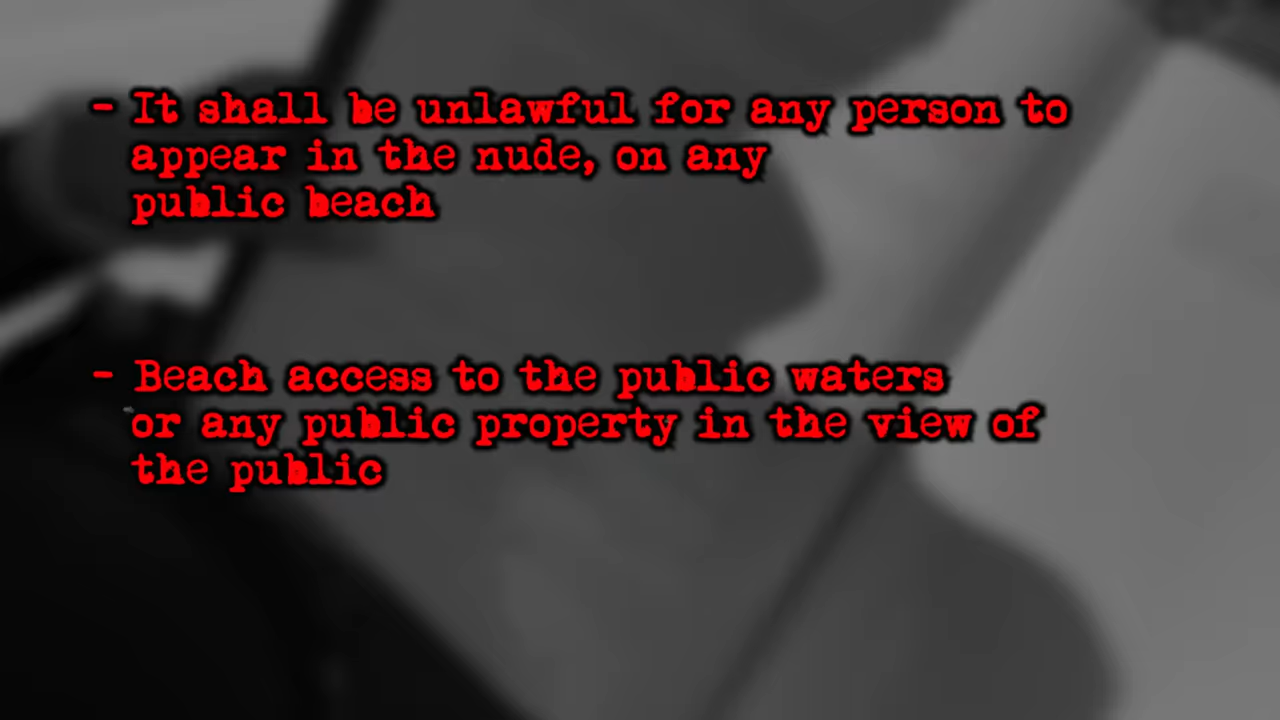 - It shall be unlawful for any person to
appear in the nude, on any
public beach
- Beach access to the public waters
or any public property in the view of
the public